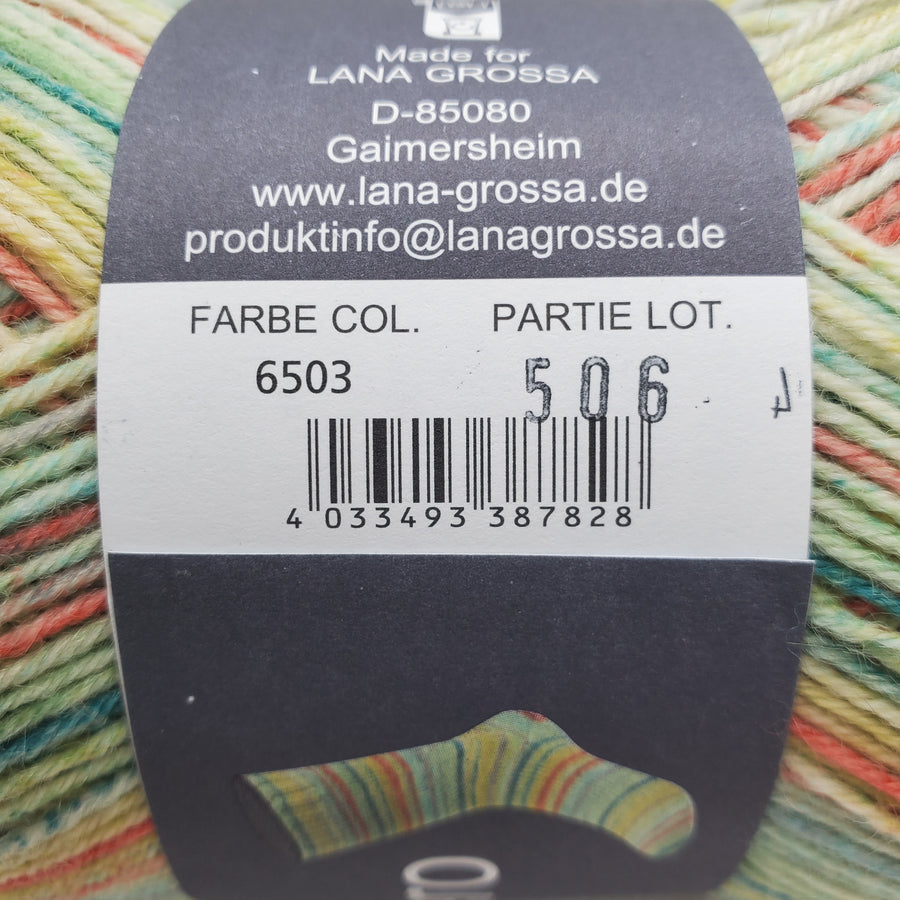 Made for
LANA GROSSA
D-85080
Gaimersheim
www.lana-grossa.de
produktinfo@lanagrossa.de
FARBE COL. PARTIE LOT.
6503 506
4 033493 387828